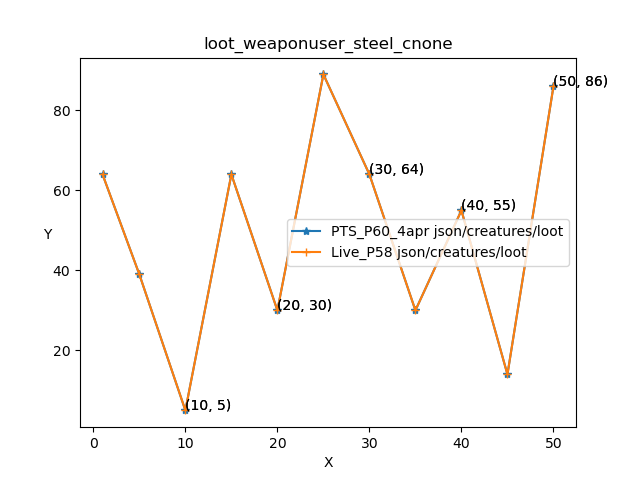 loot_weaponuser_steel_cnone
80
60
40
20
Y
(50, 86)
(30, 64)
(40, 55)
PTS_P60_4apr json/creatures/loot
Live_P58 json/creatures/loot
(20, 30)
(10, 5)
0 10 20 30 40 50
X